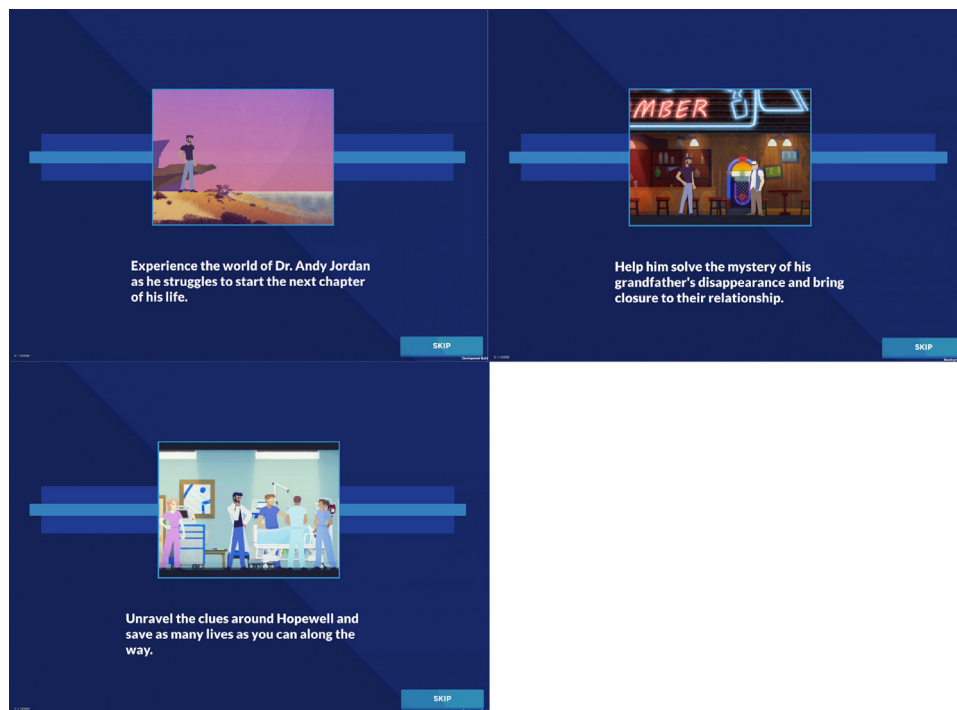 Experience the world of Dr. Andy Jordan
as he struggles to start the next chapter
of his life.
SKIP
Development Build
MBER
Help him solve the mystery of his
grandfather's disappearance and bring
closure to their relationship.
SKIP
Unravel the clues around Hopewell and
save as many lives as you can along the
way.
SKIP